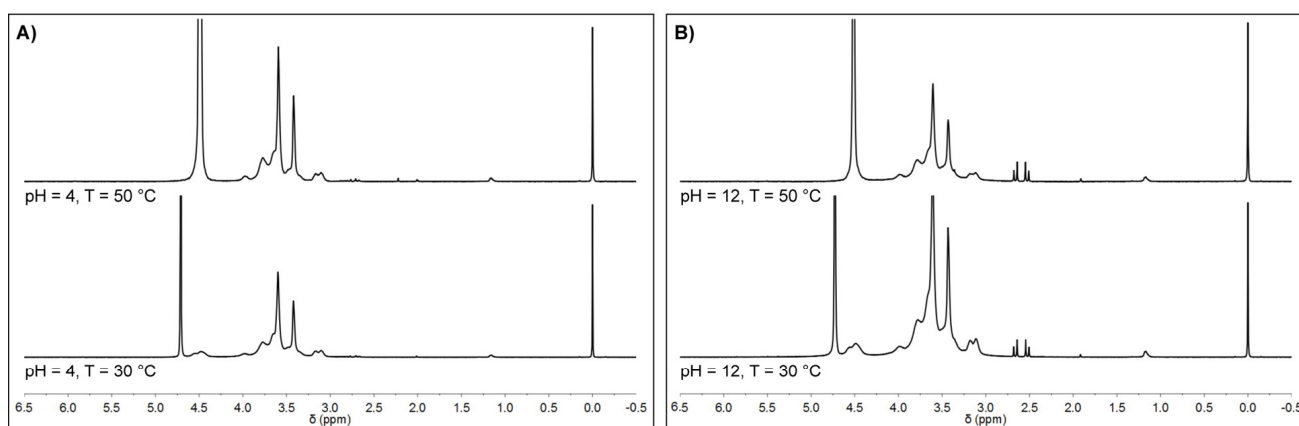 A)
pH = 4, T = 50 °C
pH = 4, T = 30 °C
6.5 6.0 5.5 5.0 4.5 4.0 3.5 3.0 2.5 2.0 1.5 1.0 0.5 0.0 -0.5
δ (ppm)
B)
pH = 12, T = 50 °C
pH = 12, T = 30 °C
6.5 6.0 5.5 5.0 4.5 4.0 3.5 3.0 2.5 2.0 1.5 1.0 0.5 0.0 -0.5
δ (ppm)